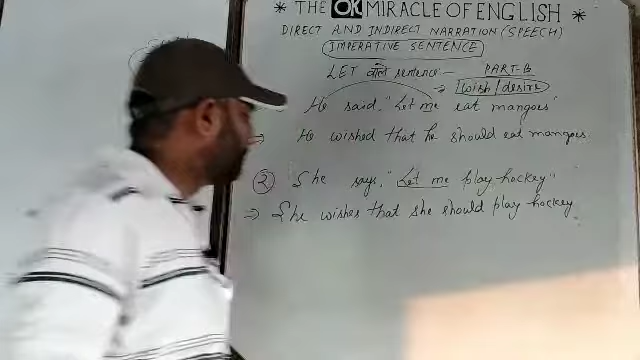 * THE OK MIRACLE OF ENGLISH *
DIRECT AND INDIRECT NARRATION (SPEECH)
IMPERATIVE SENTENCE
LET वाले sentence:- PART-B
→ wish/desire
He said, "Let me eat mangoes"
⇒ He wished that he should eat mangoes.
② She says, "Let me play hockey"
⇒ She wishes that she should play hockey.